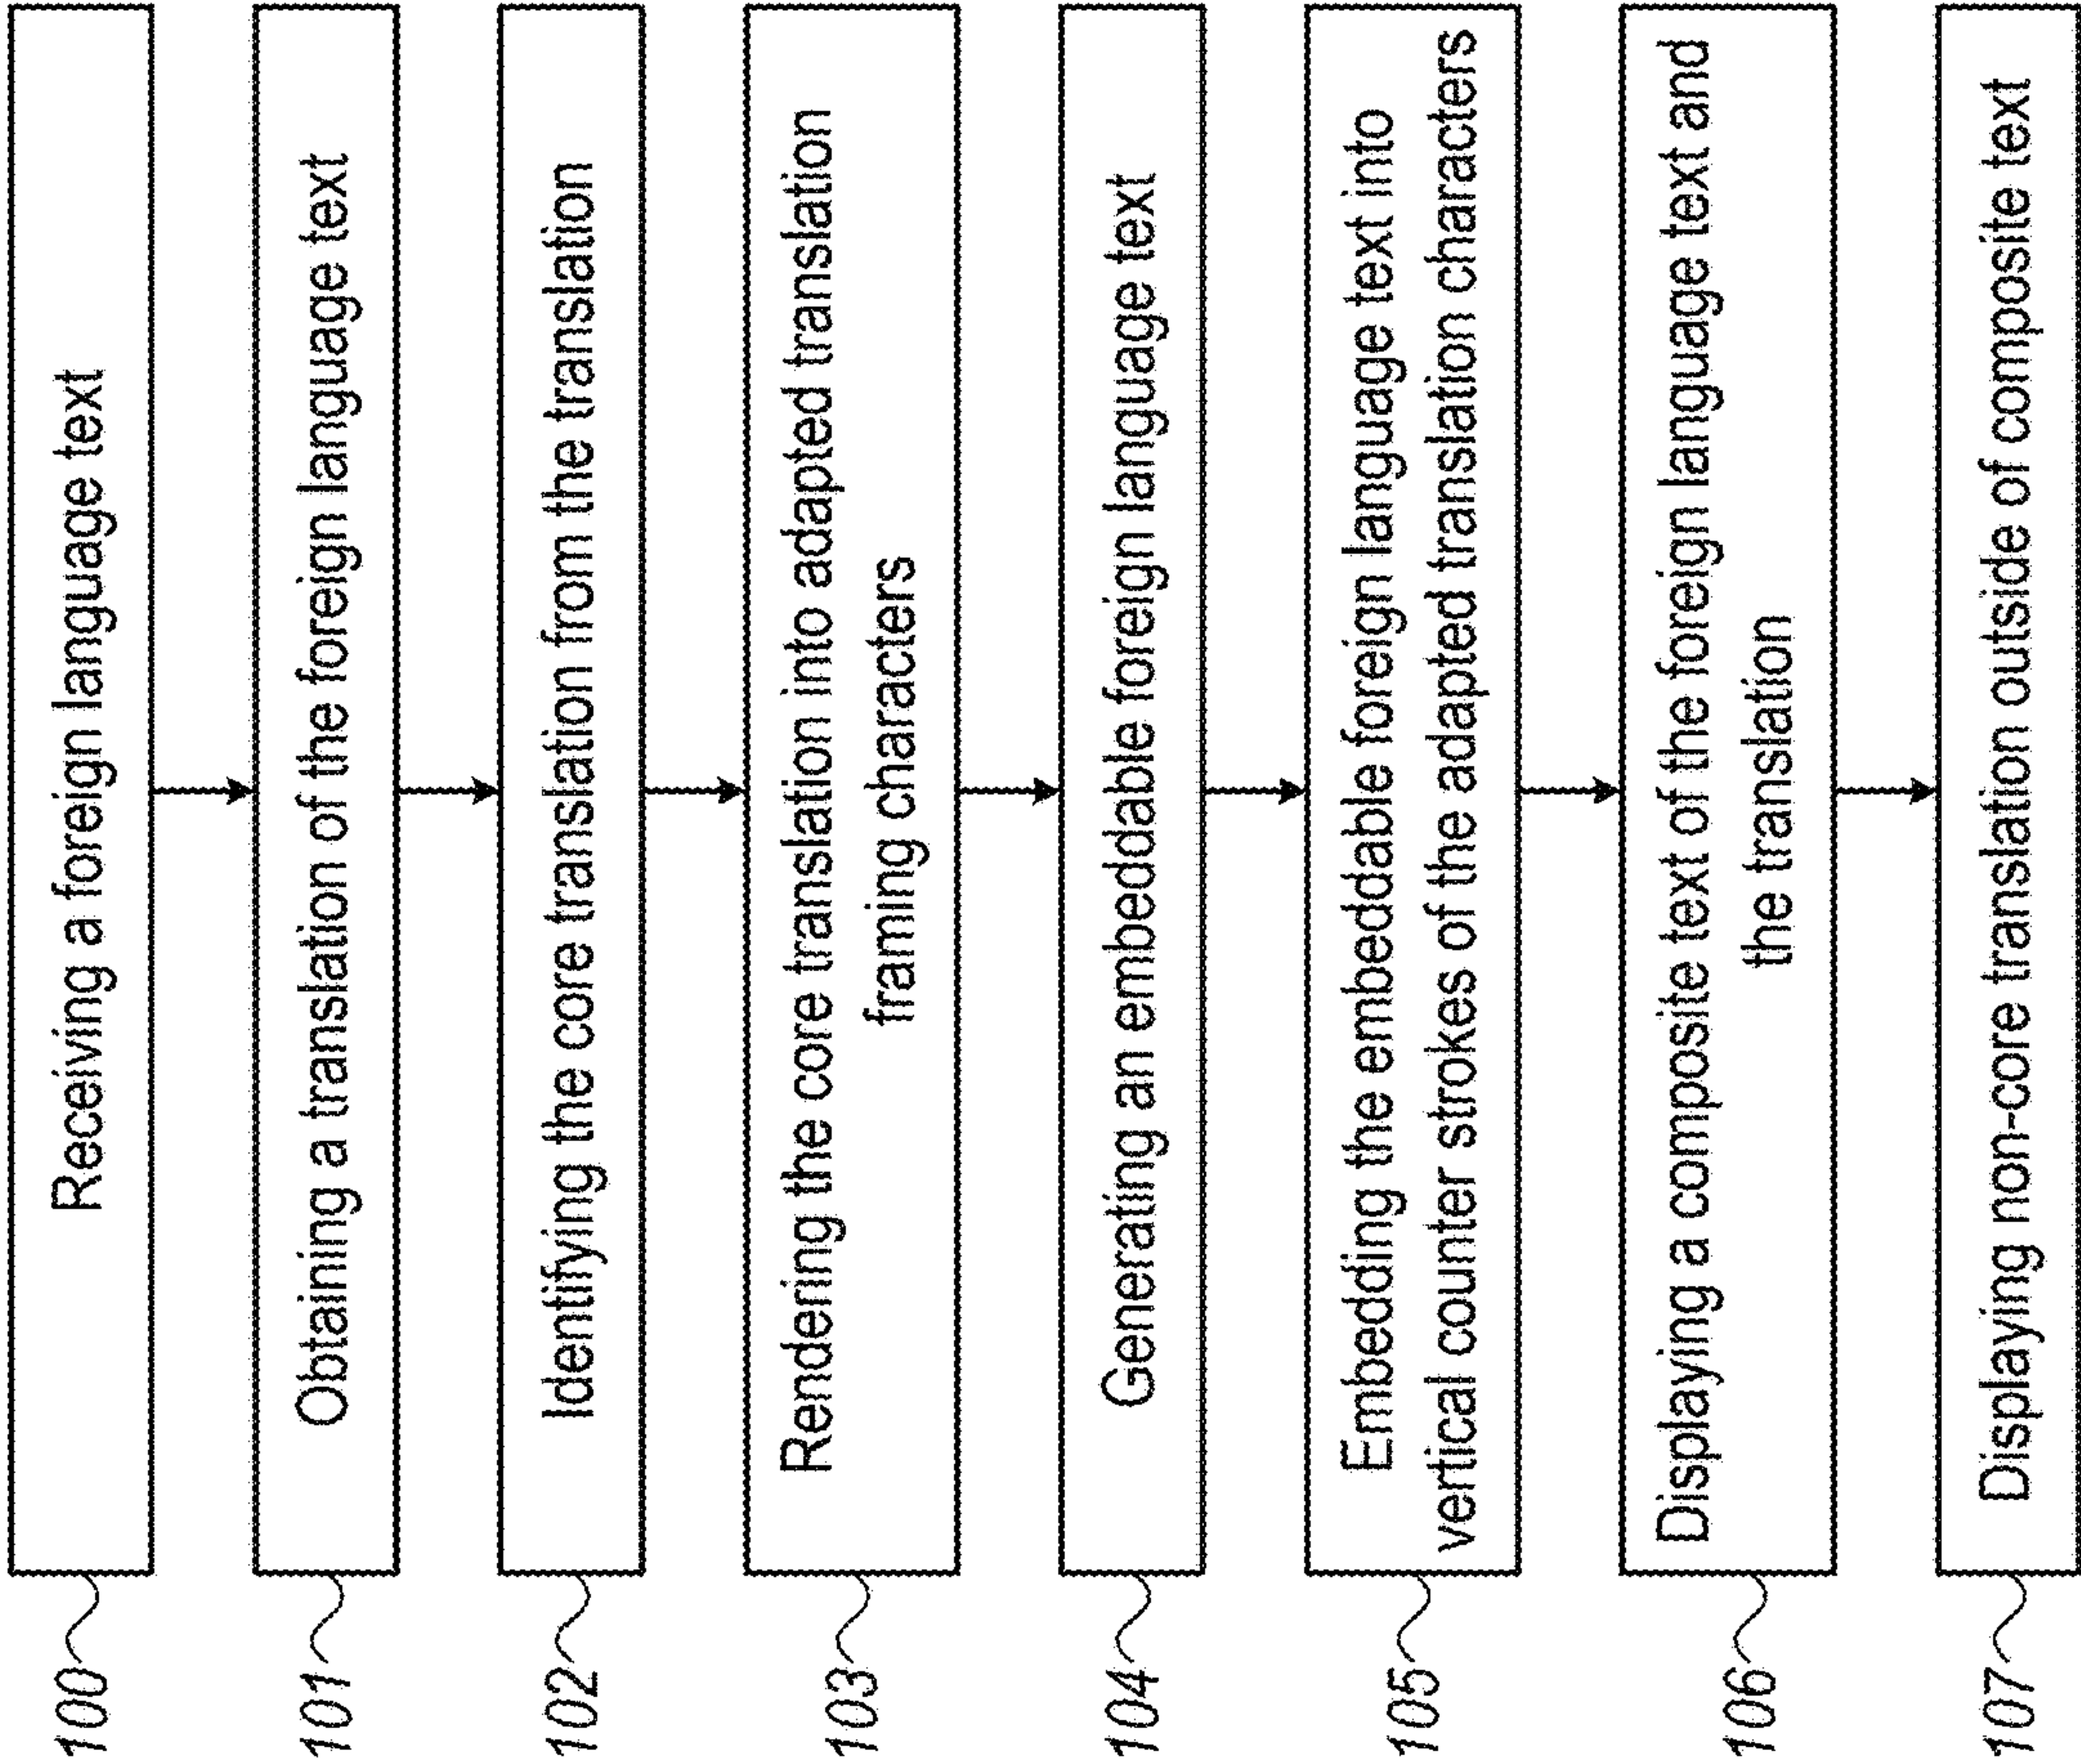 100
Receiving a foreign language text
101
Obtaining a translation of the foreign language text
102
Identifying the core translation from the translation
103
Rendering the core translation into adapted translation
framing characters
104
Generating an embeddable foreign language text
105
Embedding the embeddable foreign language text into
vertical counter strokes of the adapted translation characters
106
Displaying a composite text of the foreign language text and
the translation
107
Displaying non-core translation outside of composite text